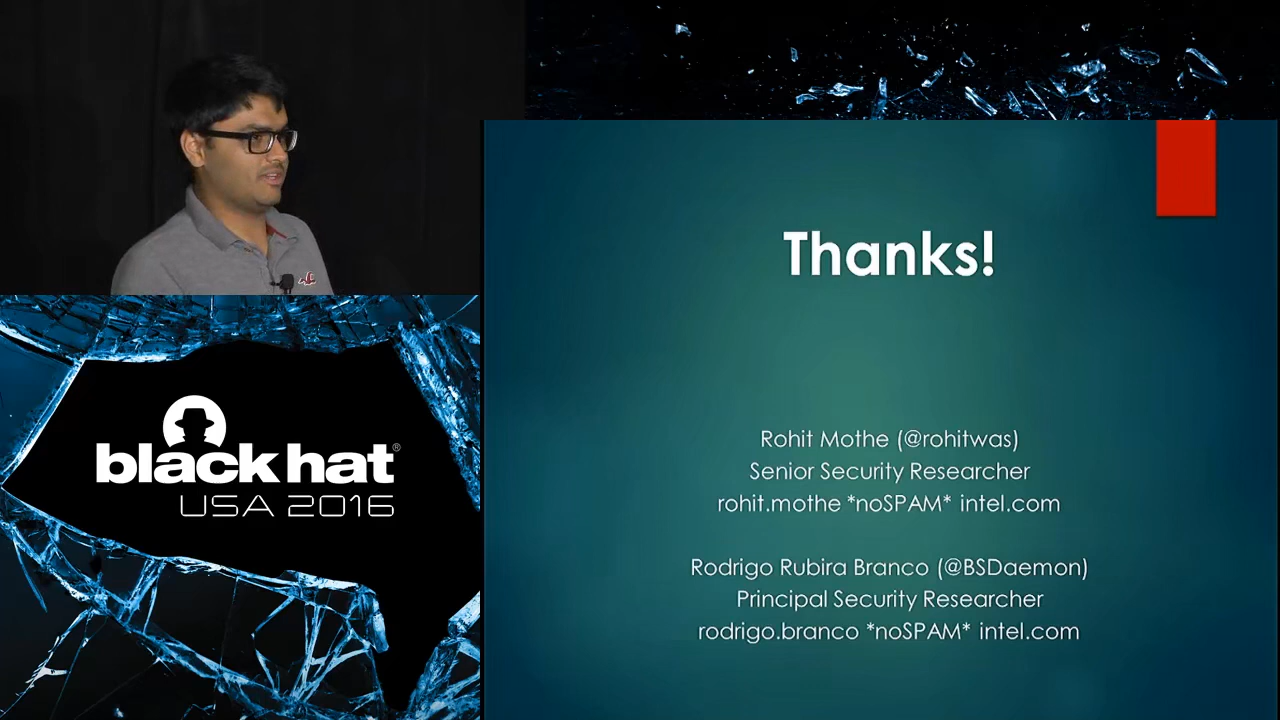 Thanks!
Rohit Mothe (@rohitwas)
Senior Security Researcher
rohit.mothe *noSPAM* intel.com
Rodrigo Rubira Branco (@BSDaemon)
Principal Security Researcher
rodrigo.branco *noSPAM* intel.com
black hat®
USA 2016